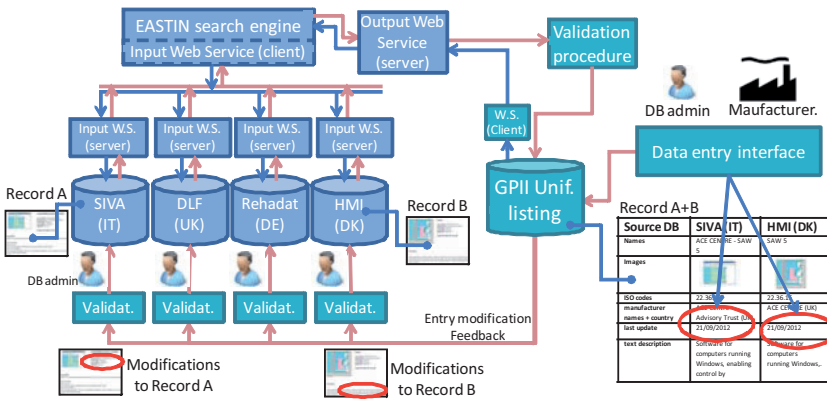 EASTIN search engine
Input Web Service (client)
Output Web
Service
(server)
Validation
procedure
DB admin
Maufacturer.
W.S.
(Client)
Data entry interface
Input W.S.
(server)
Input W.S.
(server)
Input W.S.
(server)
Input W.S.
(server)
Record A
SIVA
(IT)
DLF
(UK)
Rehadat
(DE)
HMI
(DK)
Record B
GPII Unif.
listing
Record A+B
Source DB SIVA (IT) HMI (DK)
Names ACE CENTRE - SAW 5 SAW 5
Images
ISO codes 22.36. 22.36.1
manufacturer
names + country
Advisory Trust (UK)
ACE CENTRE (UK)
last update 21/09/2012 21/09/2012
text description
Software for
computers running
Windows, enabling
control by
Software for
computers
running Windows,.
DB admin
Validat. Validat. Validat. Validat.
Entry modification
Feedback
Modifications
to Record A
Modifications
to Record B